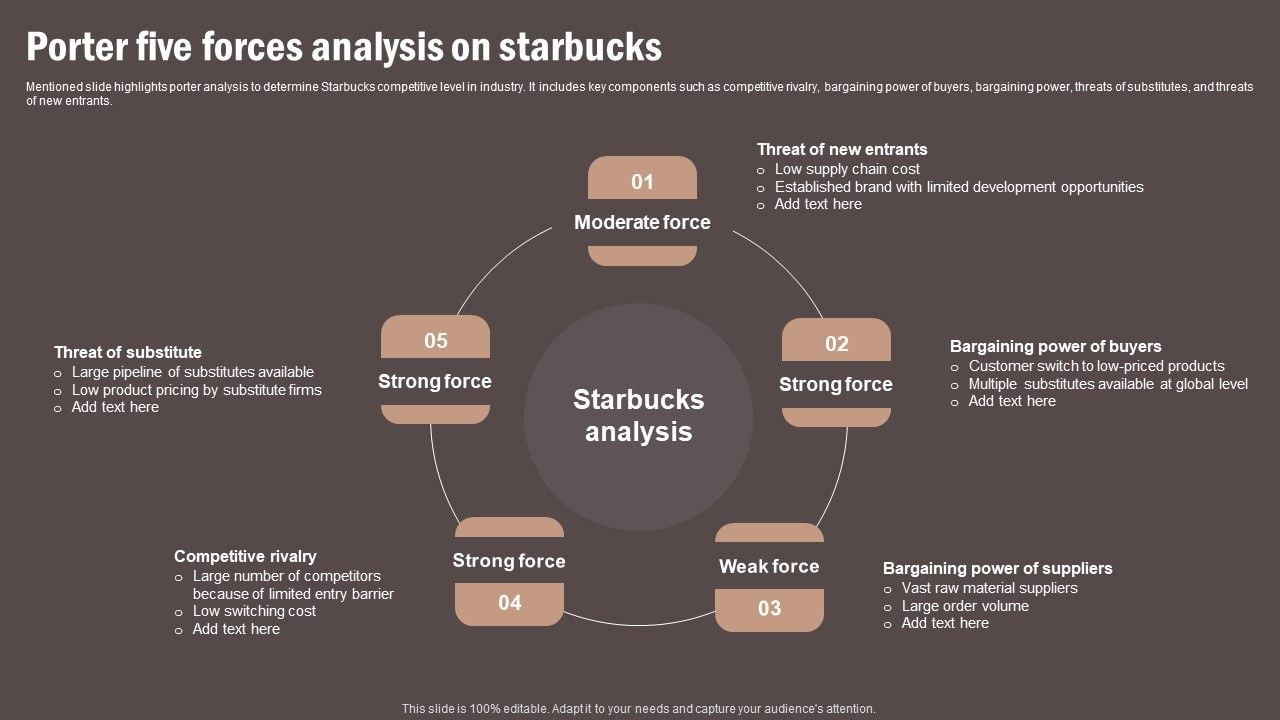 Porter five forces analysis on starbucks
Mentioned slide highlights porter analysis to determine Starbucks competitive level in industry. It includes key components such as competitive rivalry, bargaining power of buyers, bargaining power, threats of substitutes, and threats
of new entrants.
01
Moderate force
Threat of new entrants
o Low supply chain cost
o Established brand with limited development opportunities
o Add text here
02
Strong force
Bargaining power of buyers
o Customer switch to low-priced products
o Multiple substitutes available at global level
o Add text here
Weak force
03
Bargaining power of suppliers
o Vast raw material suppliers
o Large order volume
o Add text here
Strong force
04
Competitive rivalry
o Large number of competitors
because of limited entry barrier
o Low switching cost
o Add text here
05
Strong force
Threat of substitute
o Large pipeline of substitutes available
o Low product pricing by substitute firms
o Add text here
Starbucks
analysis
This slide is 100% editable. Adapt it to your needs and capture your audience's attention.